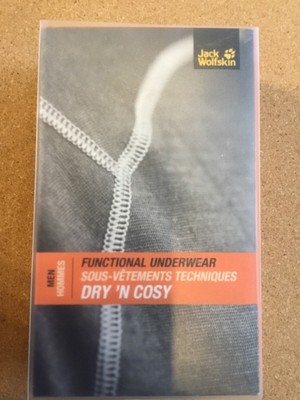 Jack
Wolfskin
MEN
HOMMES
FUNCTIONAL UNDERWEAR
SOUS-VÊTEMENTS TECHNIQUES
DRY 'N COSY